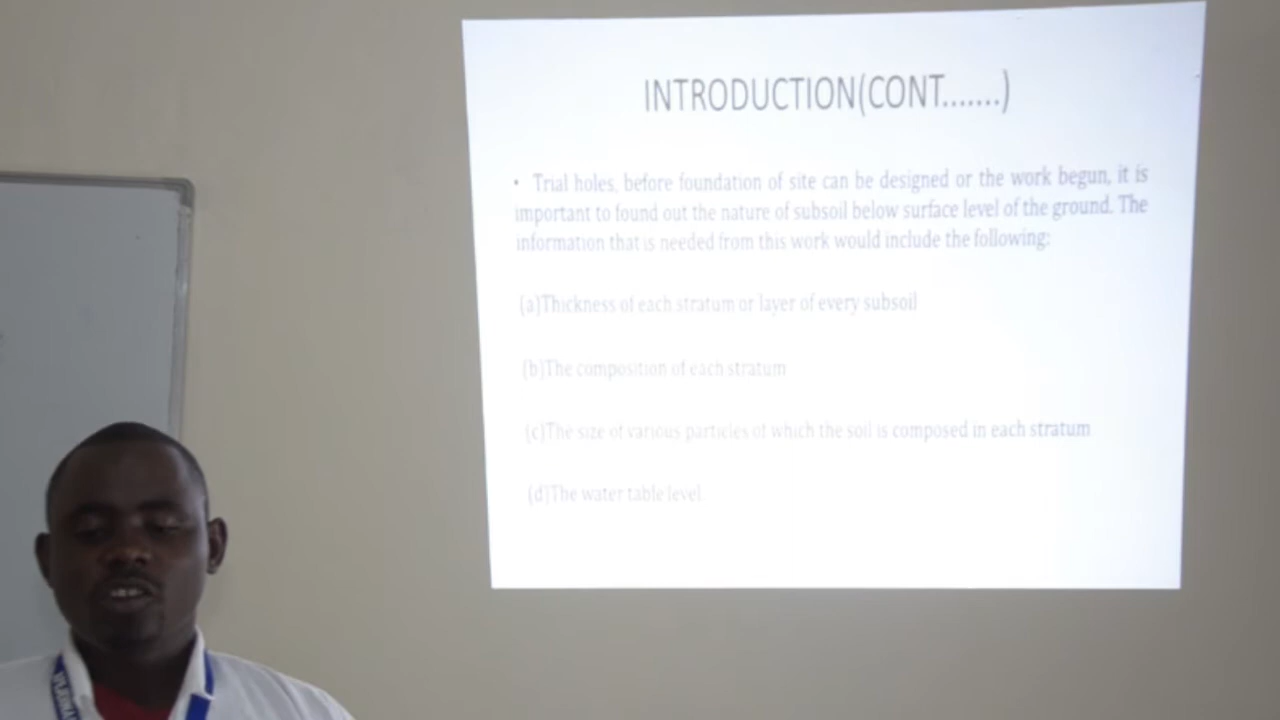 INTRODUCTION(CONT.......)
• Trial holes, before foundation of site can be designed or the work begun, it is
important to found out the nature of subsoil below surface level of the ground. The
information that is needed from this work would include the following:
(a)Thickness of each stratum or layer of every subsoil
(b)The composition of each stratum
(c)The size of various particles of which the soil is composed in each stratum
(d)The water table level